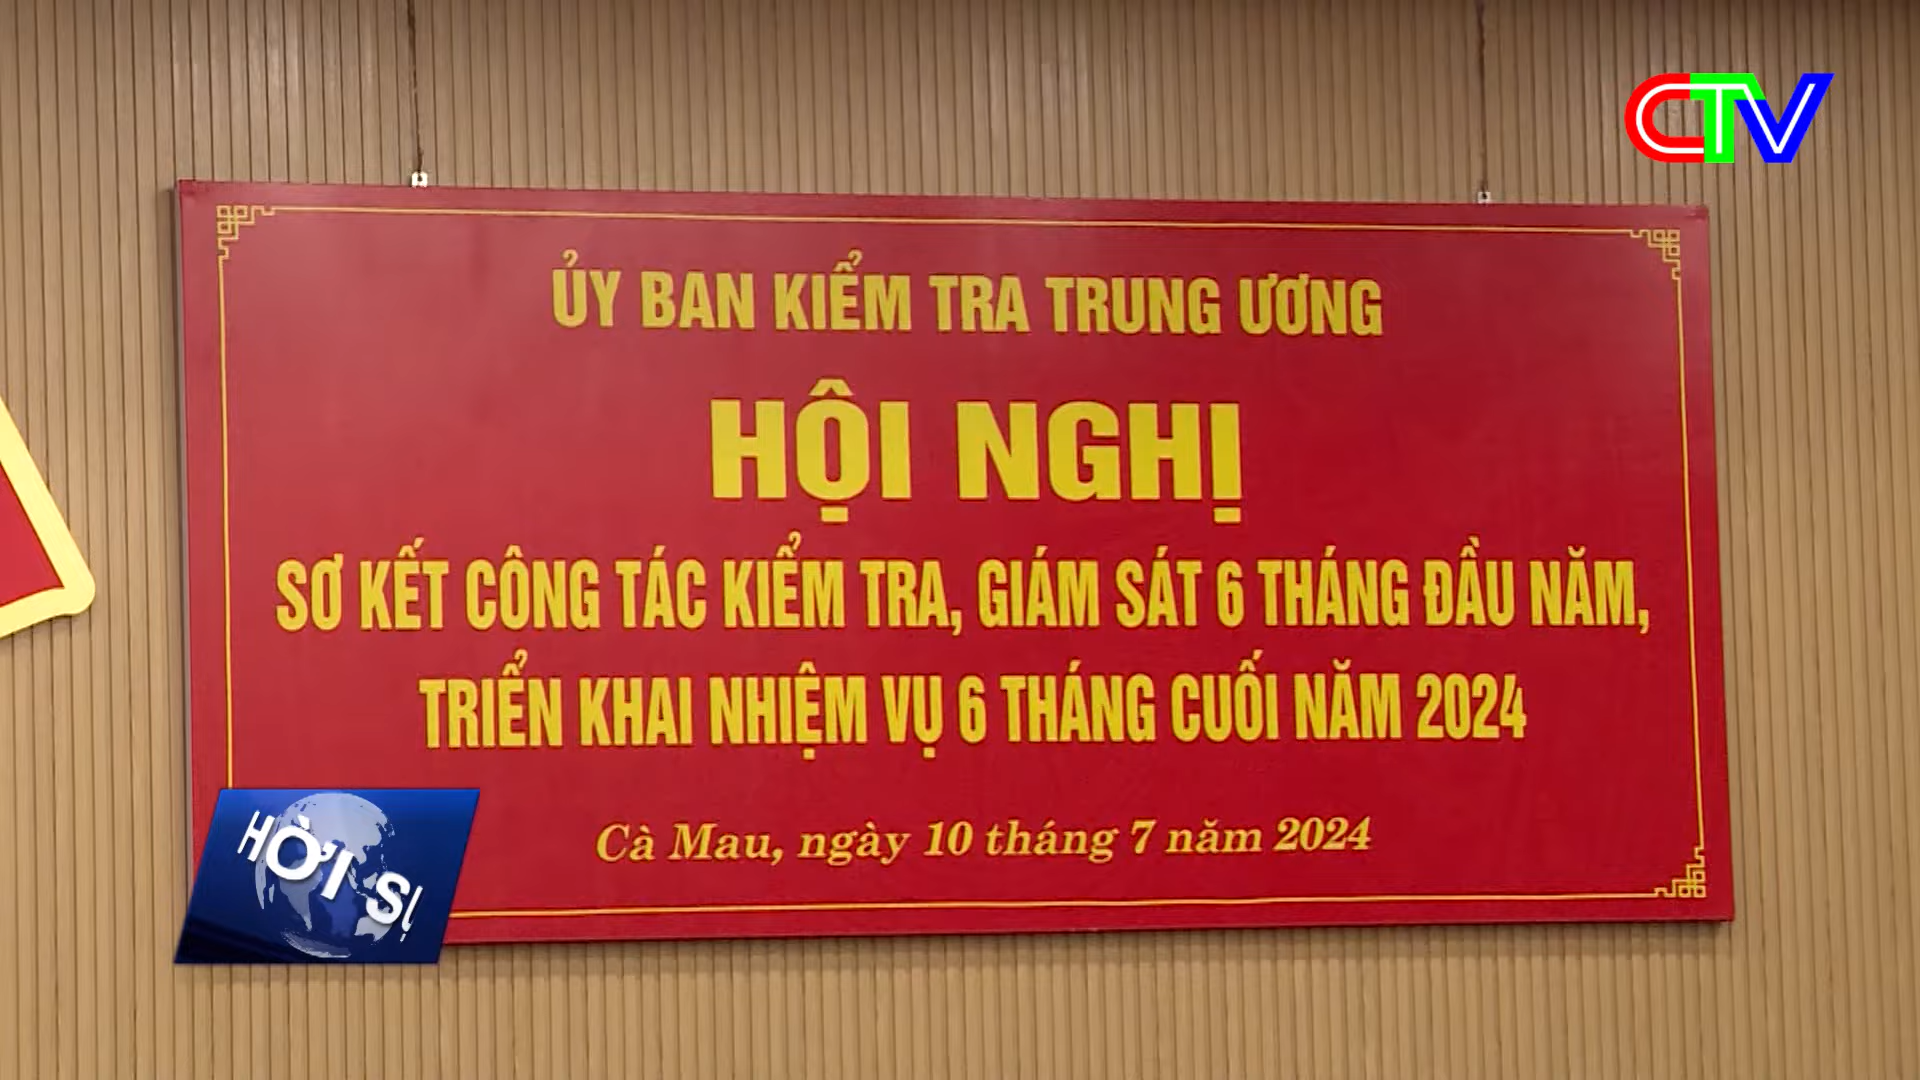 CTV
ỦY BAN KIỂM TRA TRUNG ƯƠNG
HỘI NGHỊ
SƠ KẾT CÔNG TÁC KIỂM TRA, GIÁM SÁT 6 THÁNG ĐẦU NĂM,
TRIỂN KHAI NHIỆM VỤ 6 THÁNG CUỐI NĂM 2024
Cà Mau, ngày 10 tháng 7 năm 2024